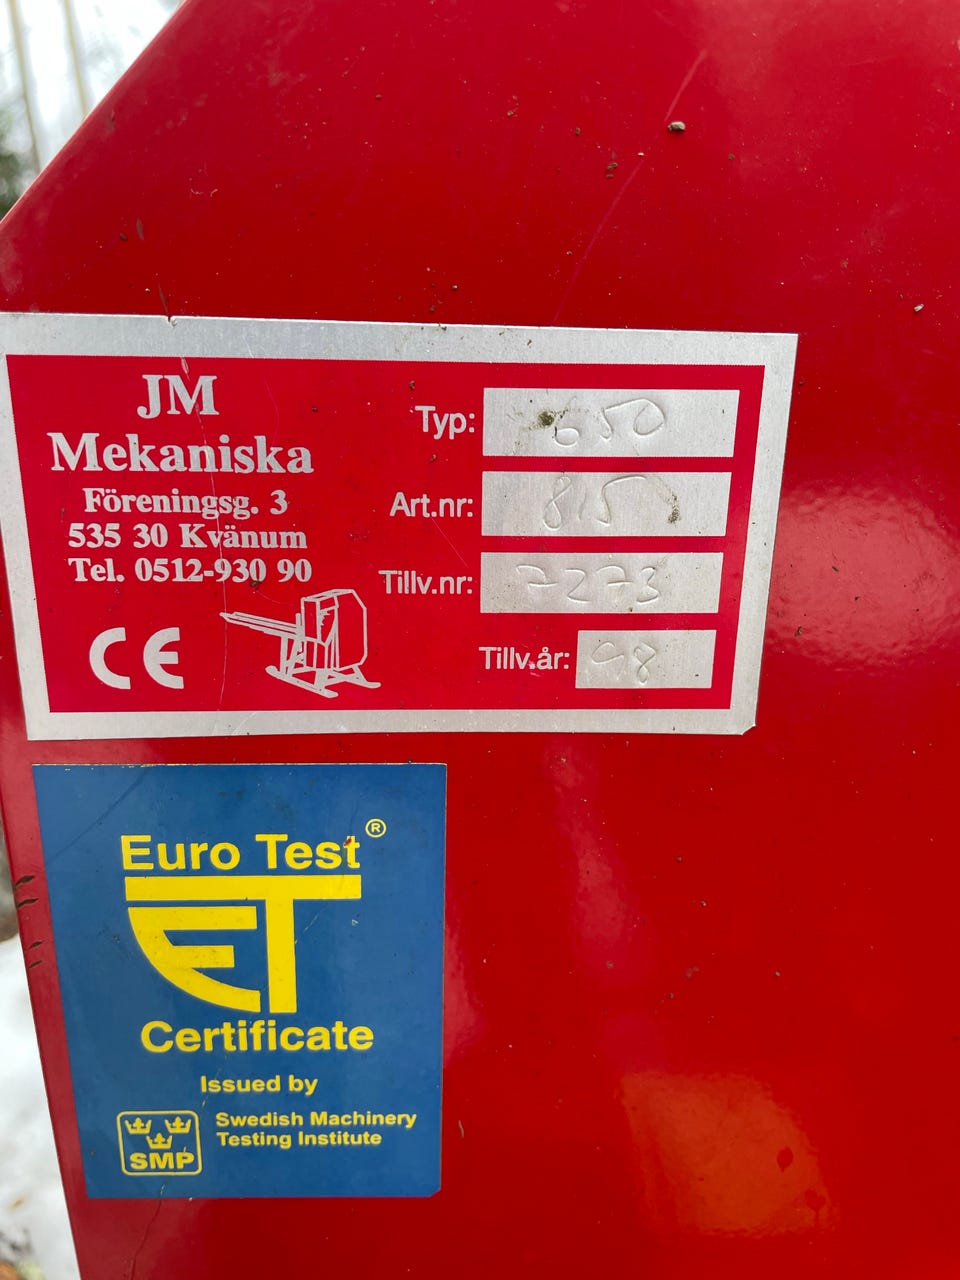 JM
Mekaniska
Föreningsg. 3
535 30 Kvänum
Tel. 0512-930 90
CE
Typ: 650
Art.nr: 815
Tillv.nr: 7273
Tillv.år: 98
Euro Test ®
ET
Certificate
Issued by
SMP
Swedish Machinery
Testing Institute